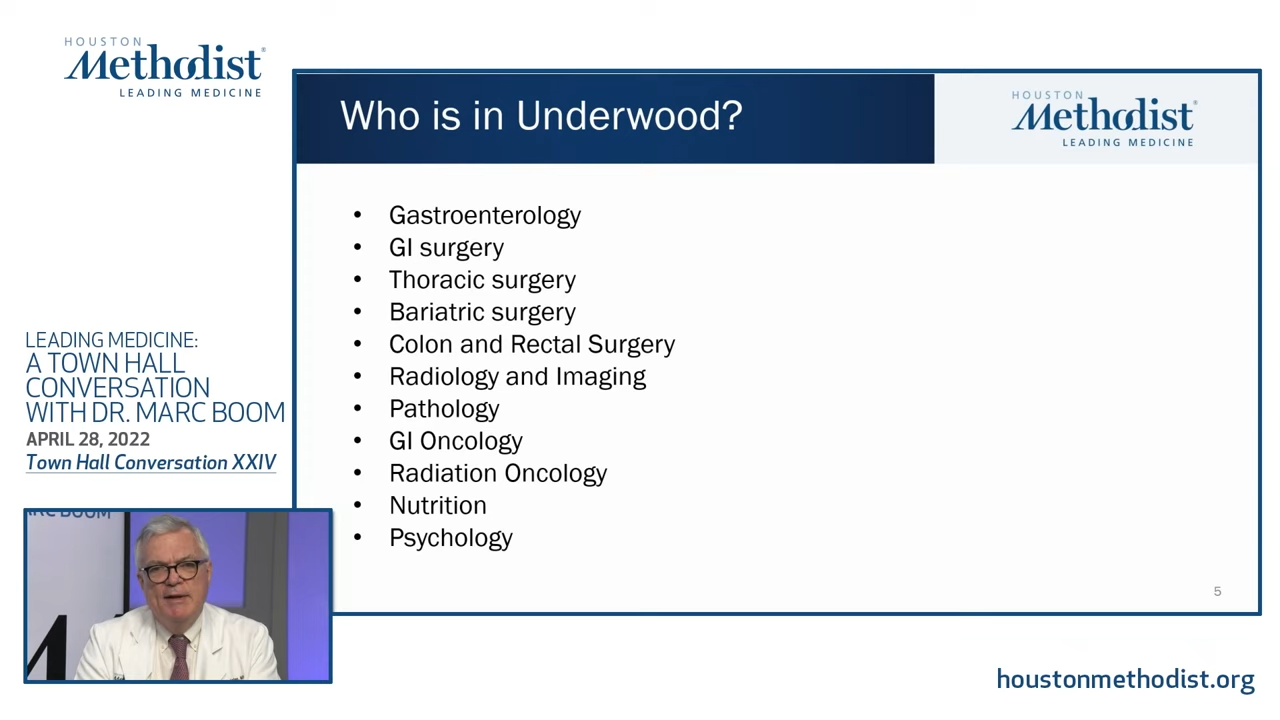 HOUSTON
Methodist®
LEADING MEDICINE
Who is in Underwood?
HOUSTON
Methodist®
LEADING MEDICINE
• Gastroenterology
• GI surgery
• Thoracic surgery
• Bariatric surgery
• Colon and Rectal Surgery
• Radiology and Imaging
• Pathology
• GI Oncology
• Radiation Oncology
• Nutrition
• Psychology
5
LEADING MEDICINE:
A TOWN HALL
CONVERSATION
WITH DR. MARC BOOM
APRIL 28, 2022
Town Hall Conversation XXIV
BOOM
M
houstonmethodist.org